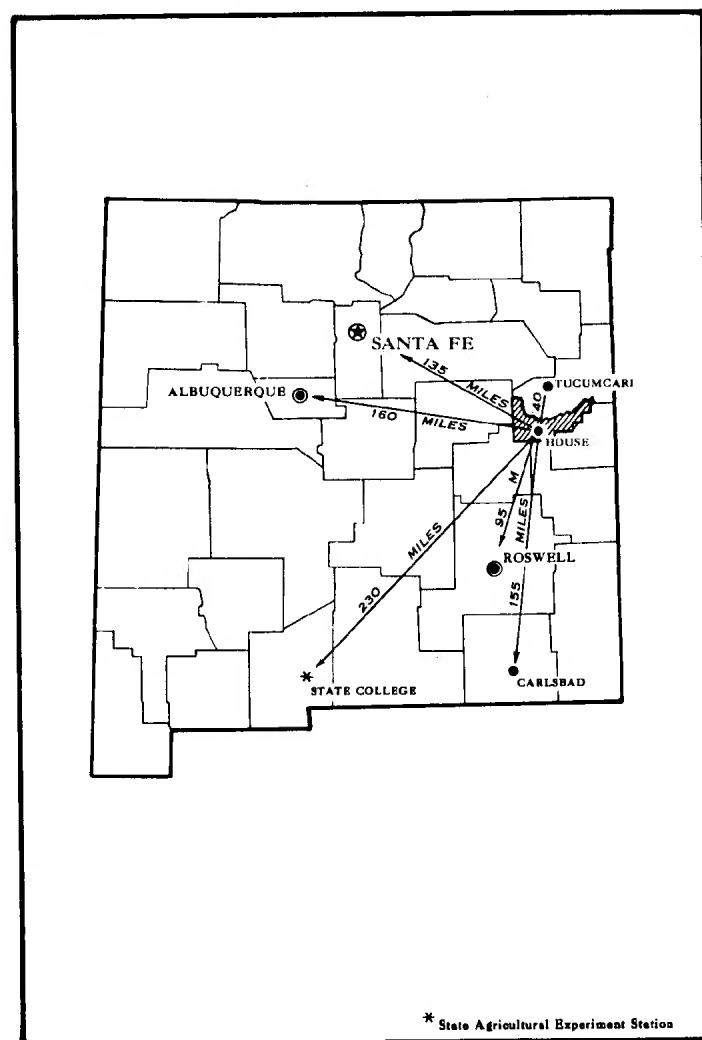 SANTA FE
135 MILES
TUCUMCARI
ALBUQUERQUE
40
160 MILES
HOUSE
95 M
MILES
ROSWELL
230
155
STATE COLLEGE
CARLSBAD
* State Agricultural Experiment Station